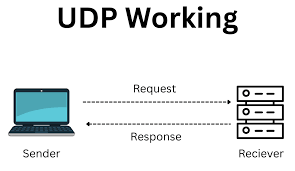 UDP Working
Request
Response
Sender
Reciever